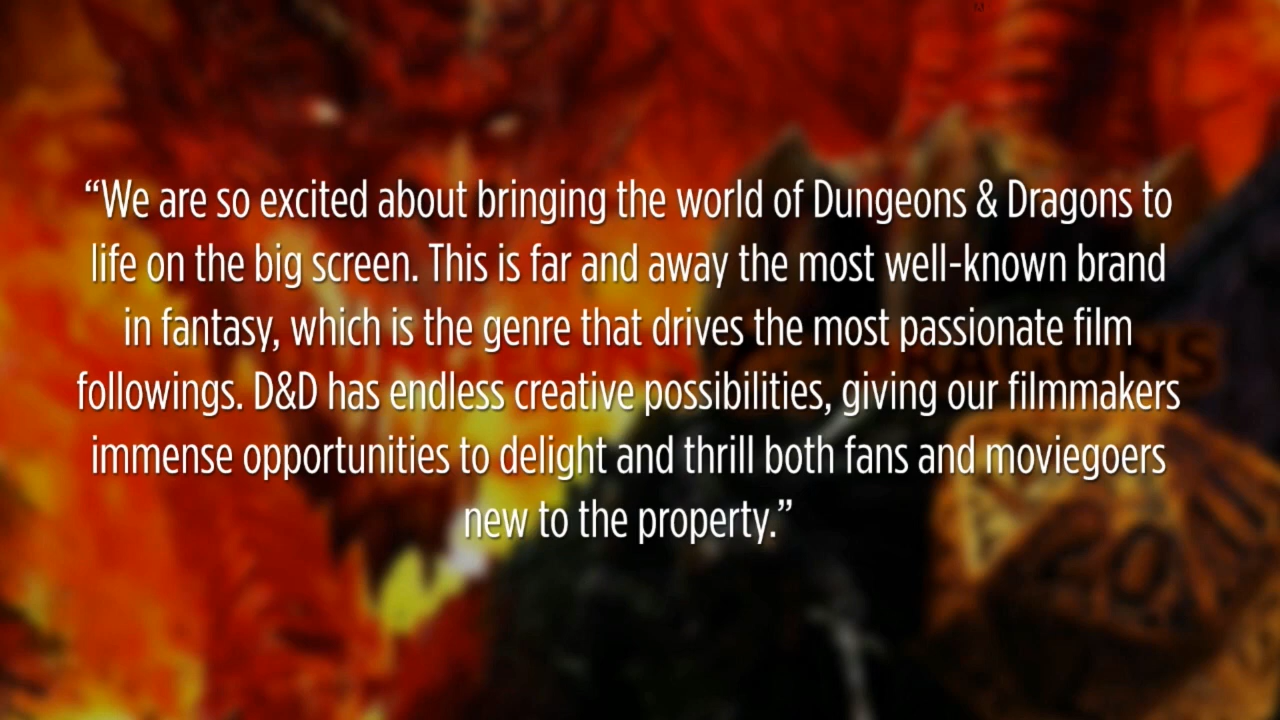 “We are so excited about bringing the world of Dungeons & Dragons to
life on the big screen. This is far and away the most well-known brand
in fantasy, which is the genre that drives the most passionate film
followings. D&D has endless creative possibilities, giving our filmmakers
immense opportunities to delight and thrill both fans and moviegoers
new to the property.”
20